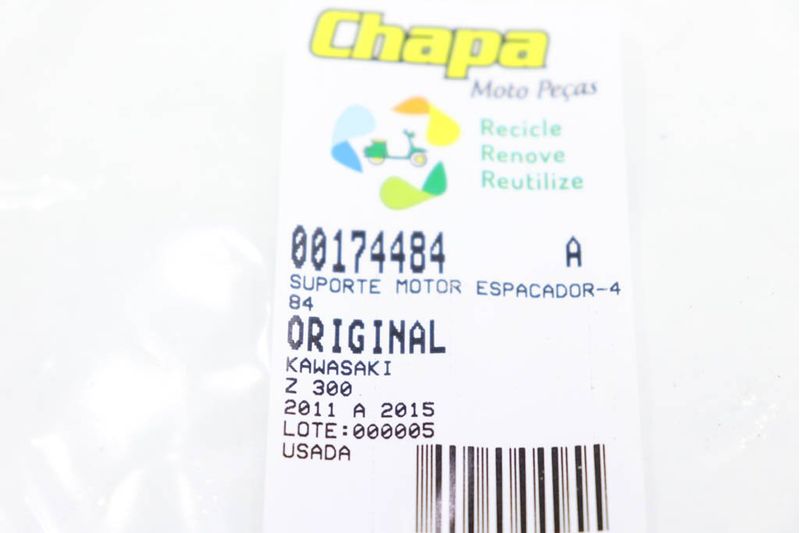 Chapa
Moto Peças
Recicle
Renove
Reutilize
00174484 A
SUPORTE MOTOR ESPACADOR-4
84
ORIGINAL
KAWASAKI
Z 300
2011 A 2015
LOTE:000005
USADA